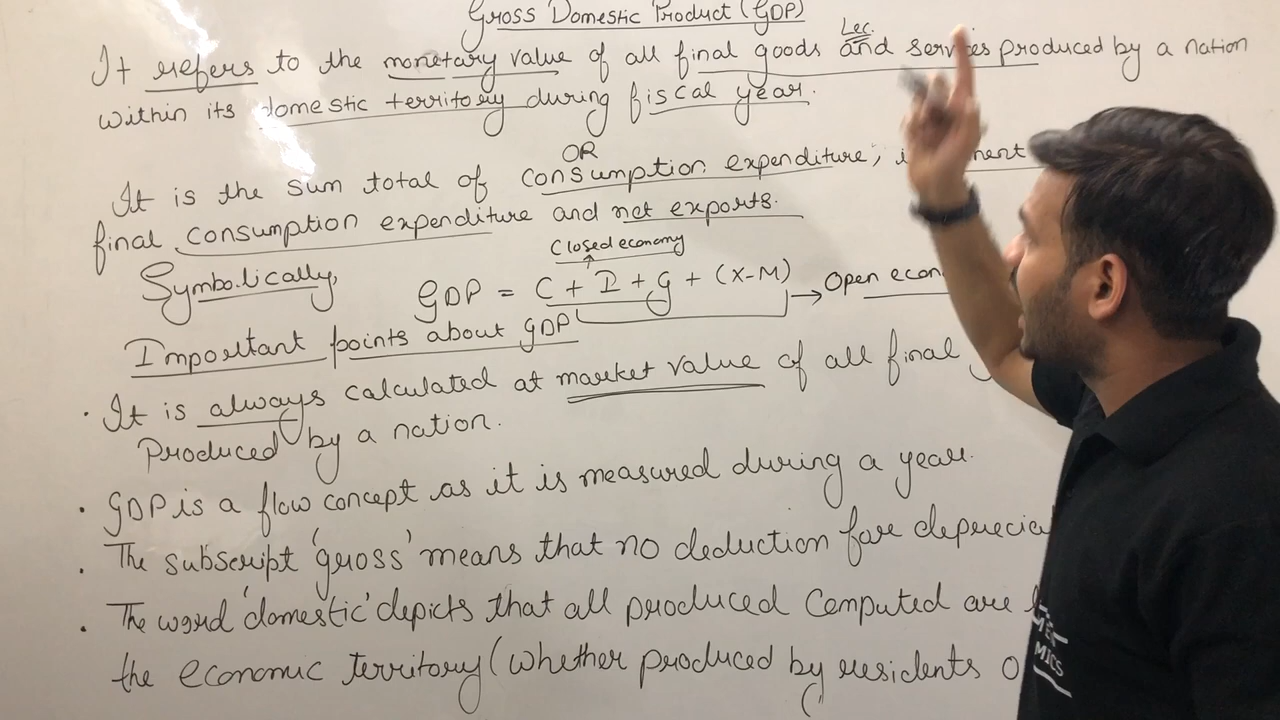 Gross Domestic Product (GDP)
Lec.
It refers to the monetary value of all final goods and services produced by a nation
within its domestic territory during fiscal year.
OR
It is the sum total of consumption expenditure,
final consumption expenditure and net exports.
Closed economy
Symbolically,
GDP = C + I + G + (X-M) → Open econ
Important points about GDP
· It is always calculated at market value of all final
Produced by a nation.
· GDP is a flow concept as it is measured during a year.
· The subscript 'gross' means that no deduction for deprecia
· The word 'domestic' depicts that all produced Computed are
the economic territory (whether produced by residents o
MICS